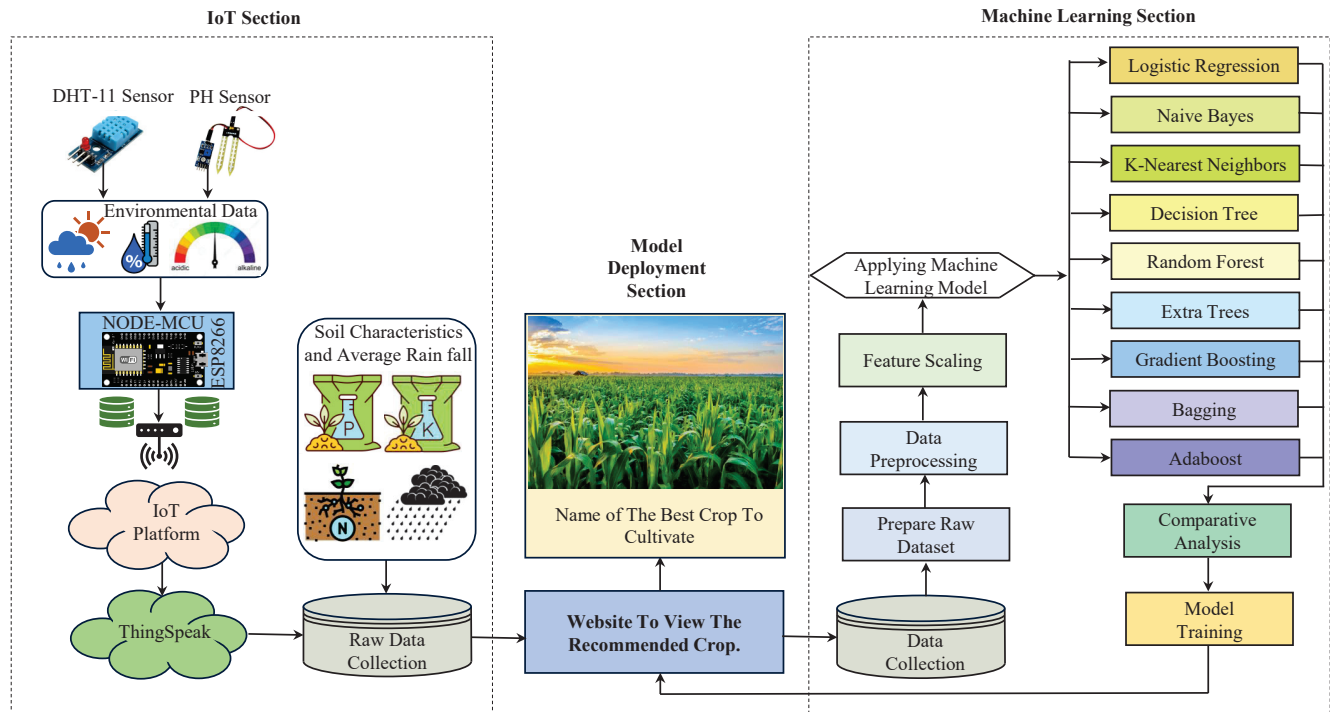 IoT Section
Machine Learning Section
DHT-11 Sensor
PH Sensor
Environmental Data
%
acidic
alkaline
NODE-MCU
ESP8266
WiFi
IoT
Platform
ThingSpeak
Soil Characteristics
and Average Rain fall
P
K
N
Raw Data
Collection
Model
Deployment
Section
Name of The Best Crop To
Cultivate
Website To View The
Recommended Crop.
Applying Machine
Learning Model
Feature Scaling
Data
Preprocessing
Prepare Raw
Dataset
Data
Collection
Logistic Regression
Naive Bayes
K-Nearest Neighbors
Decision Tree
Random Forest
Extra Trees
Gradient Boosting
Bagging
Adaboost
Comparative
Analysis
Model
Training